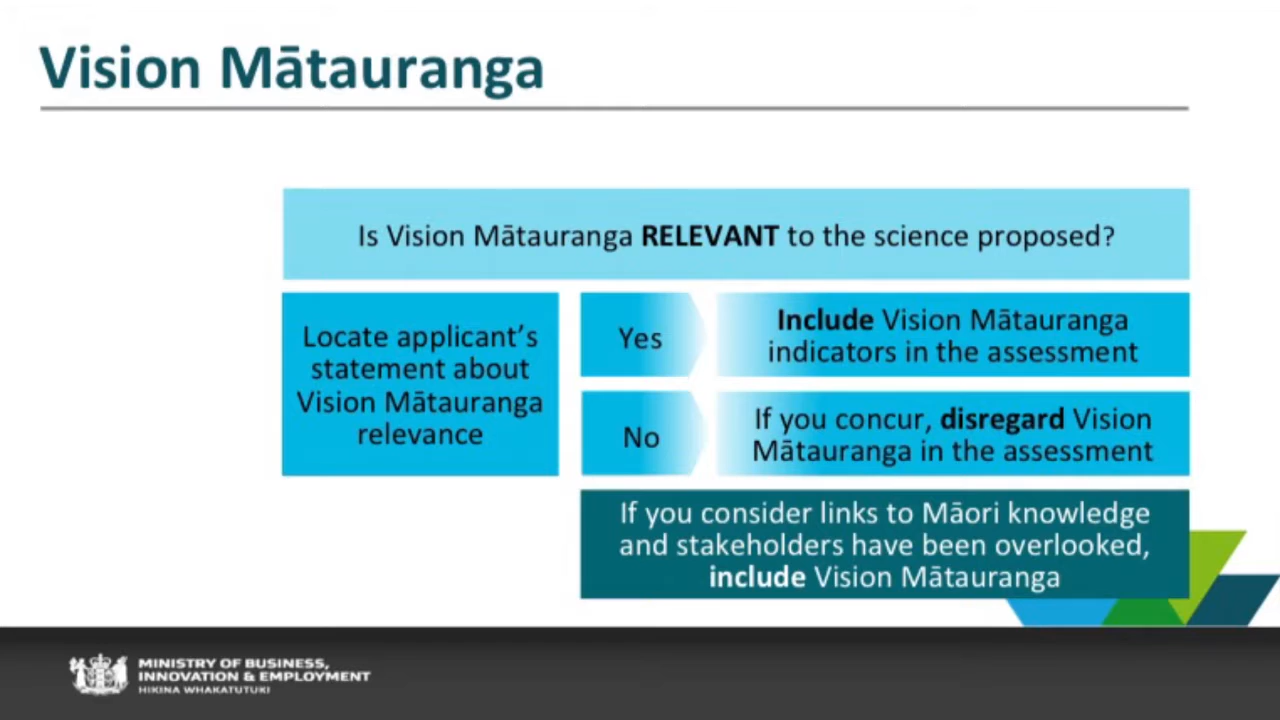 Vision Mātauranga
Is Vision Mātauranga RELEVANT to the science proposed?
Locate applicant’s
statement about
Vision Mātauranga
relevance
Yes
Include Vision Mātauranga
indicators in the assessment
No
If you concur, disregard Vision
Mātauranga in the assessment
If you consider links to Māori knowledge
and stakeholders have been overlooked,
include Vision Mātauranga
MINISTRY OF BUSINESS,
INNOVATION & EMPLOYMENT
HIKINA WHAKATUTUKI